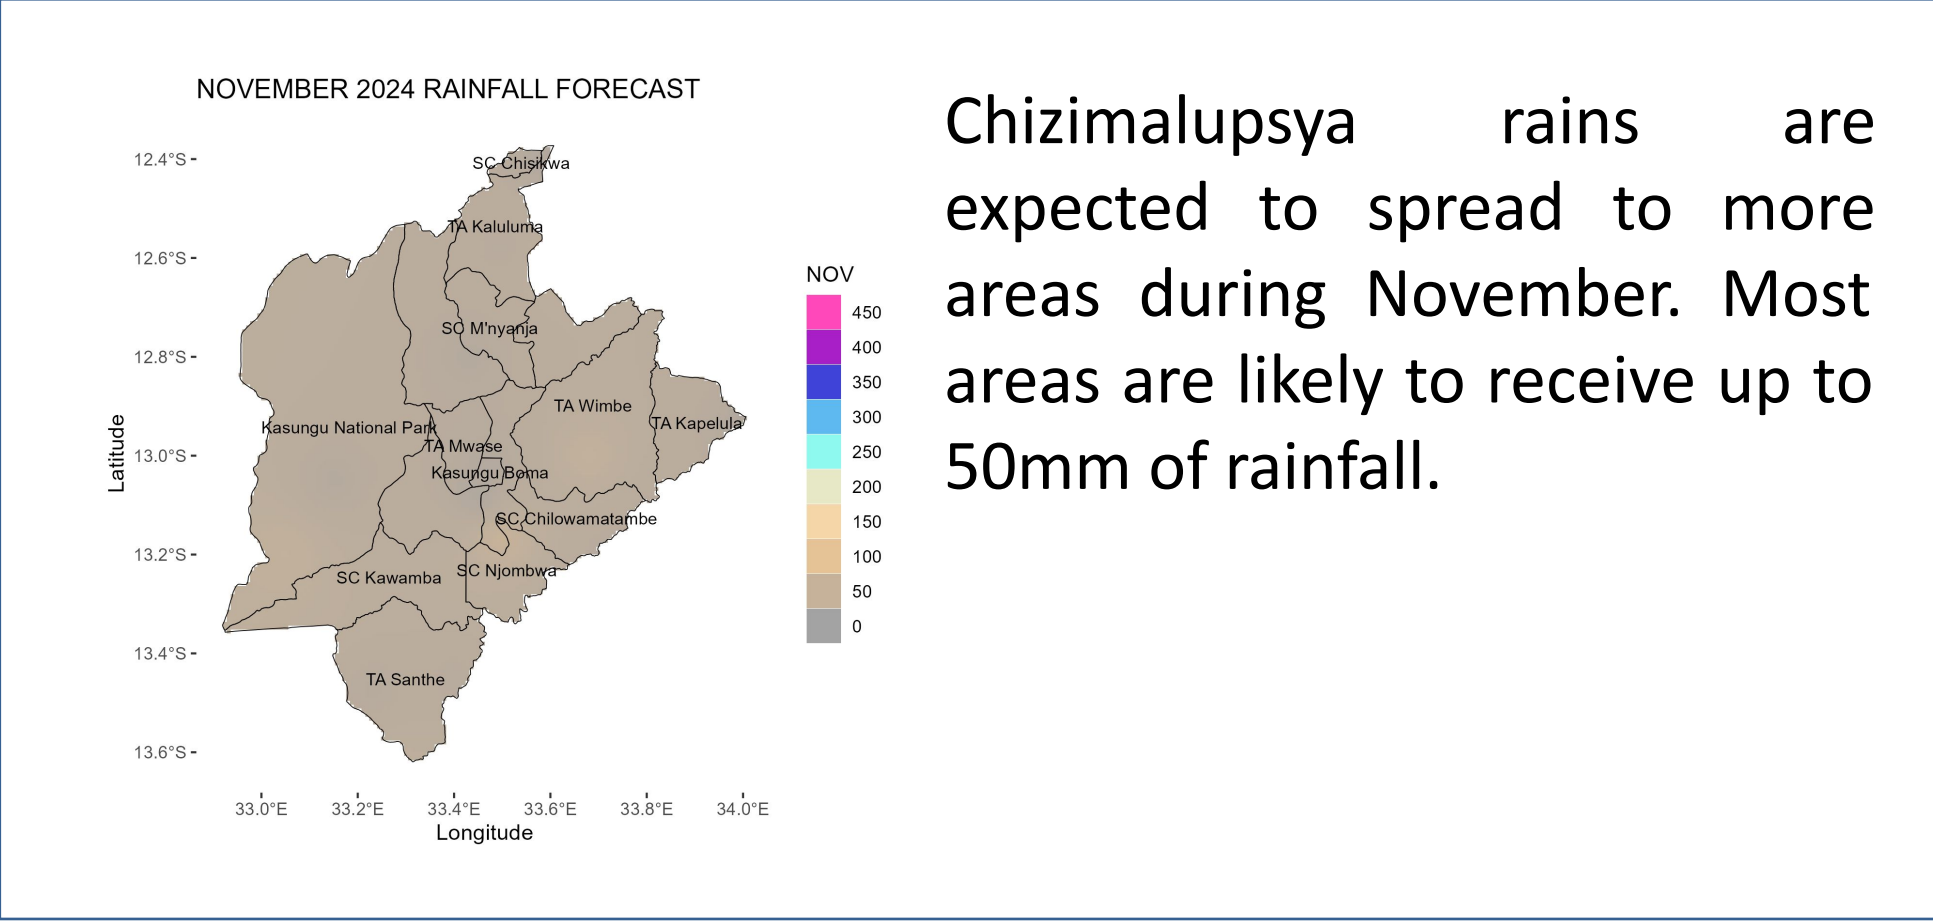 NOVEMBER 2024 RAINFALL FORECAST
12.4°S
12.6°S
12.8°S
13.0°S
13.2°S
13.4°S
13.6°S
Latitude
SC Chisikwa
TA Kaluluma
SC M'nyanja
TA Wimbe
TA Kapelula
Kasungu National Park
TA Mwase
Kasungu Boma
SC Chilowamatambe
SC Njombwa
SC Kawamba
TA Santhe
33.0°E 33.2°E 33.4°E 33.6°E 33.8°E 34.0°E
Longitude
NOV
450
400
350
300
250
200
150
100
50
0
Chizimalupsya rains are
expected to spread to more
areas during November. Most
areas are likely to receive up to
50mm of rainfall.